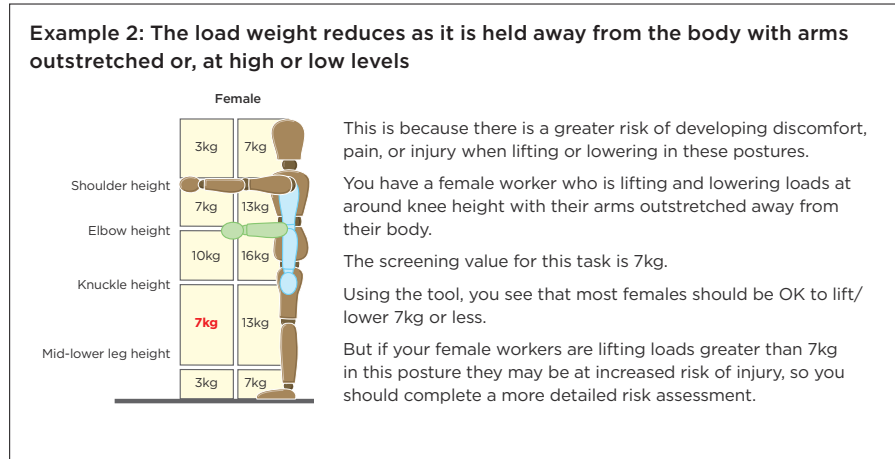 Example 2: The load weight reduces as it is held away from the body with arms
outstretched or, at high or low levels
Female
3kg 7kg
Shoulder height
7kg 13kg
Elbow height
10kg 16kg
Knuckle height
7kg 13kg
Mid-lower leg height
3kg 7kg
This is because there is a greater risk of developing discomfort,
pain, or injury when lifting or lowering in these postures.
You have a female worker who is lifting and lowering loads at
around knee height with their arms outstretched away from
their body.
The screening value for this task is 7kg.
Using the tool, you see that most females should be OK to lift/
lower 7kg or less.
But if your female workers are lifting loads greater than 7kg
in this posture they may be at increased risk of injury, so you
should complete a more detailed risk assessment.